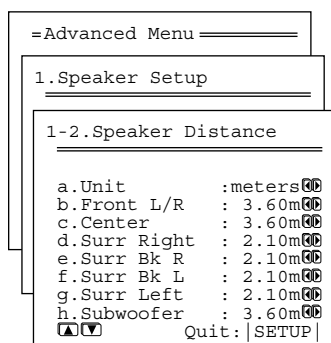 =Advanced Menu
1.Speaker Setup
1-2.Speaker Distance
a.Unit :meters
b.Front L/R : 3.60m
c.Center : 3.60m
d.Surr Right : 2.10m
e.Surr Bk R : 2.10m
f.Surr Bk L : 2.10m
g.Surr Left : 2.10m
h.Subwoofer : 3.60m
Quit:|SETUP|